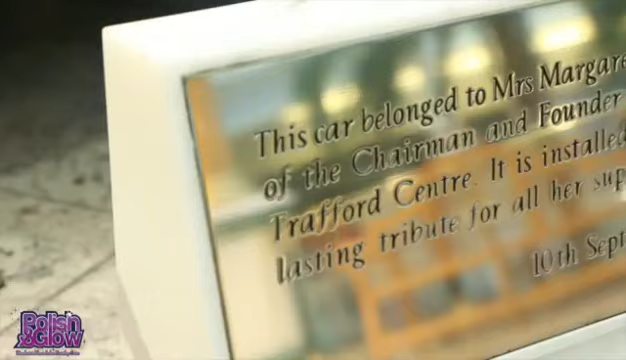 This car belonged to Mrs Margare
of the Chairman and Founder
Trafford Centre. It is installed
lasting tribute for all her sup
10th Sept
Polish
& Glow